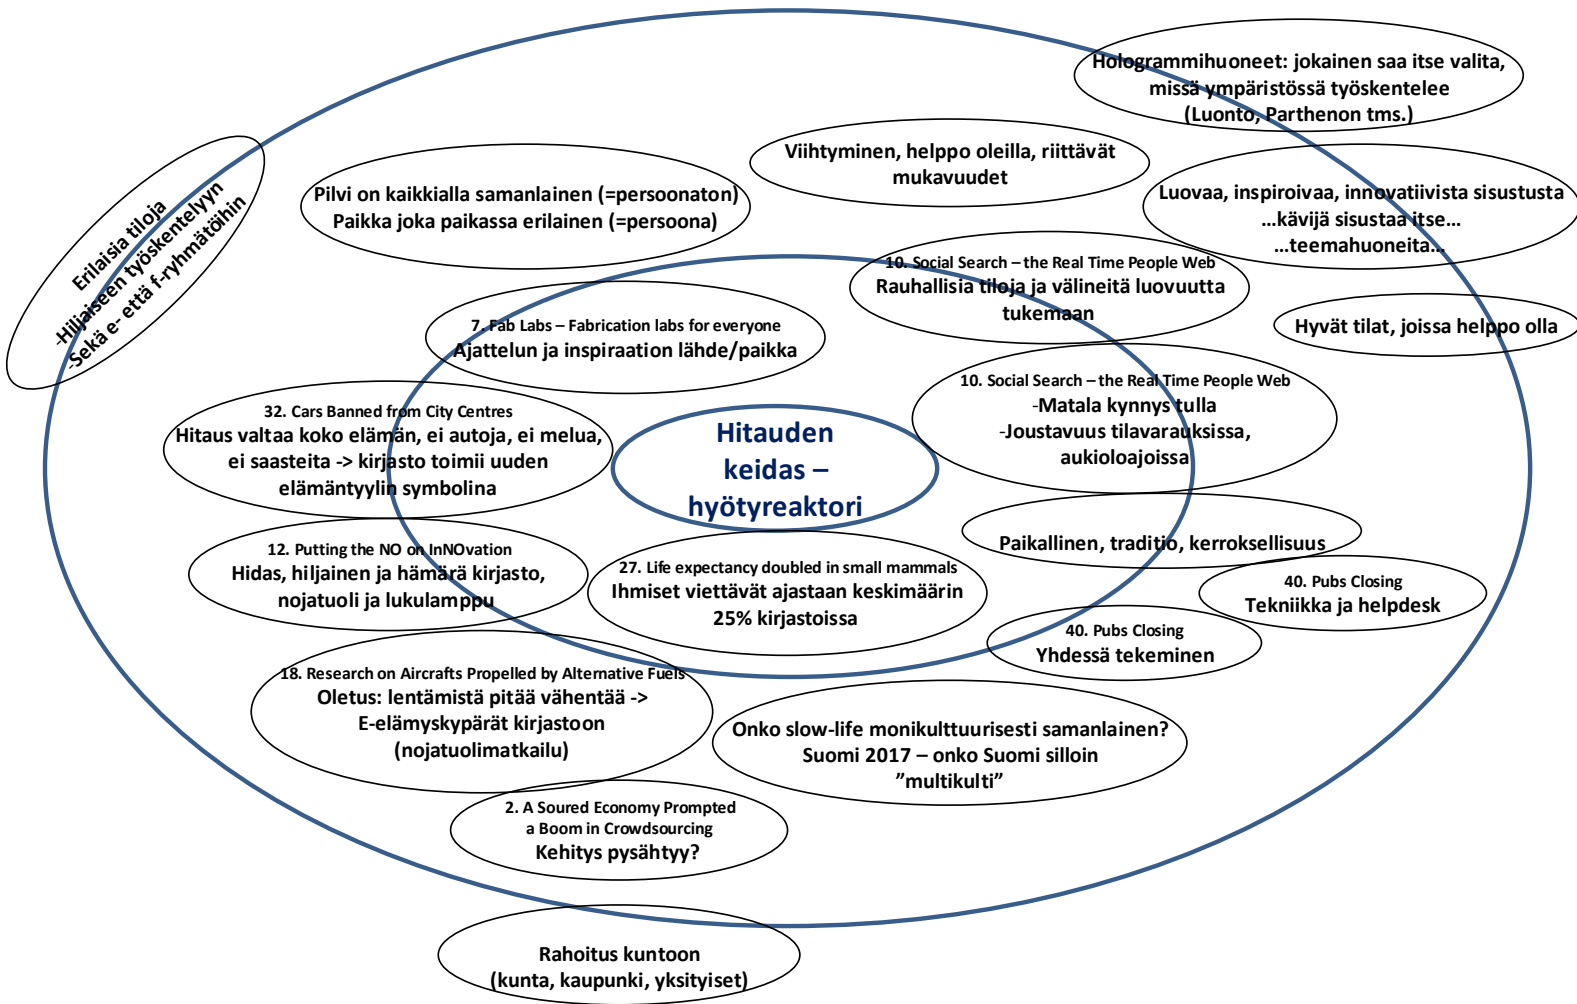 Hologrammihuoneet: jokainen saa itse valita,
missä ympäristössä työskentelee
(Luonto, Parthenon tms.)
Viihtyminen, helppo oleilla, riittävät
mukavuudet
Pilvi on kaikkialla samanlainen (=persoonaton)
Paikka joka paikassa erilainen (=persoona)
Luovaa, inspiroivaa, innovatiivista sisustusta
...kävijä sisustaa itse...
...teemahuoneita...
Erilaisia tiloja
-Hiljaiseen työskentelyyn
-Sekä e- että f-ryhmätöihin
10. Social Search – the Real Time People Web
Rauhallisia tiloja ja välineitä luovuutta
tukemaan
Hyvät tilat, joissa helppo olla
7. Fab Labs – Fabrication labs for everyone
Ajattelun ja inspiraation lähde/paikka
10. Social Search – the Real Time People Web
-Matala kynnys tulla
-Joustavuus tilavarauksissa,
aukioloajoissa
32. Cars Banned from City Centres
Hitaus valtaa koko elämän, ei autoja, ei melua,
ei saasteita -> kirjasto toimii uuden
elämäntyylin symbolina
Hitauden
keidas –
hyötyreaktori
Paikallinen, traditio, kerroksellisuus
12. Putting the NO on InNOvation
Hidas, hiljainen ja hämärä kirjasto,
nojatuoli ja lukulamppu
27. Life expectancy doubled in small mammals
Ihmiset viettävät ajastaan keskimäärin
25% kirjastoissa
40. Pubs Closing
Tekniikka ja helpdesk
40. Pubs Closing
Yhdessä tekeminen
18. Research on Aircrafts Propelled by Alternative Fuels
Oletus: lentämistä pitää vähentää ->
E-elämyskypärät kirjastoon
(nojatuolimatkailu)
Onko slow-life monikulttuurisesti samanlainen?
Suomi 2017 – onko Suomi silloin
”multikulti”
2. A Soured Economy Prompted
a Boom in Crowdsourcing
Kehitys pysähtyy?
Rahoitus kuntoon
(kunta, kaupunki, yksityiset)